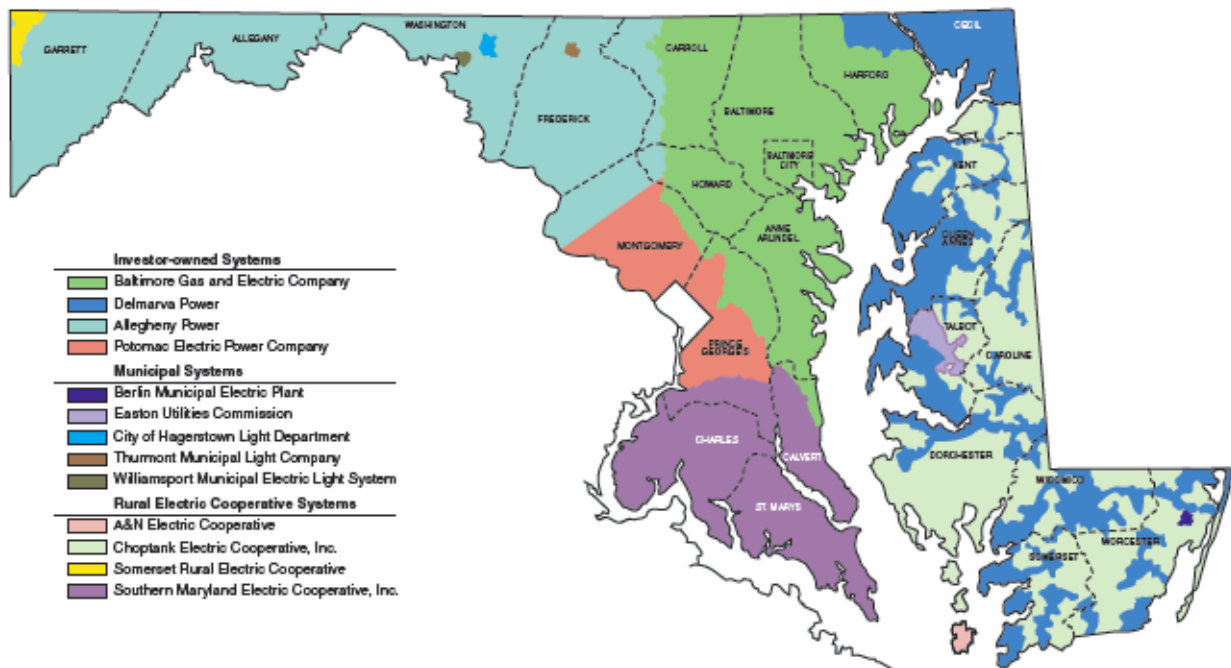 CECIL
WASHINGTON
ALLEGANY
GARRETT
CARROLL
HARFORD
BALTIMORE
FREDERICK
BALTIMORE
CITY
KENT
HOWARD
ANNE
ARUNDEL
QUEEN
ANNES
MONTGOMERY
TALBOT
PRINCE
GEORGES
CAROLINE
CHARLES
CALVERT
DORCHESTER
WICOMICO
ST. MARYS
WORCESTER
SOMERSET
Investor-owned Systems
Baltimore Gas and Electric Company
Delmarva Power
Allegheny Power
Potomac Electric Power Company
Municipal Systems
Berlin Municipal Electric Plant
Easton Utilities Commission
City of Hagerstown Light Department
Thurmont Municipal Light Company
Williamsport Municipal Electric Light System
Rural Electric Cooperative Systems
A&N Electric Cooperative
Choptank Electric Cooperative, Inc.
Somerset Rural Electric Cooperative
Southern Maryland Electric Cooperative, Inc.